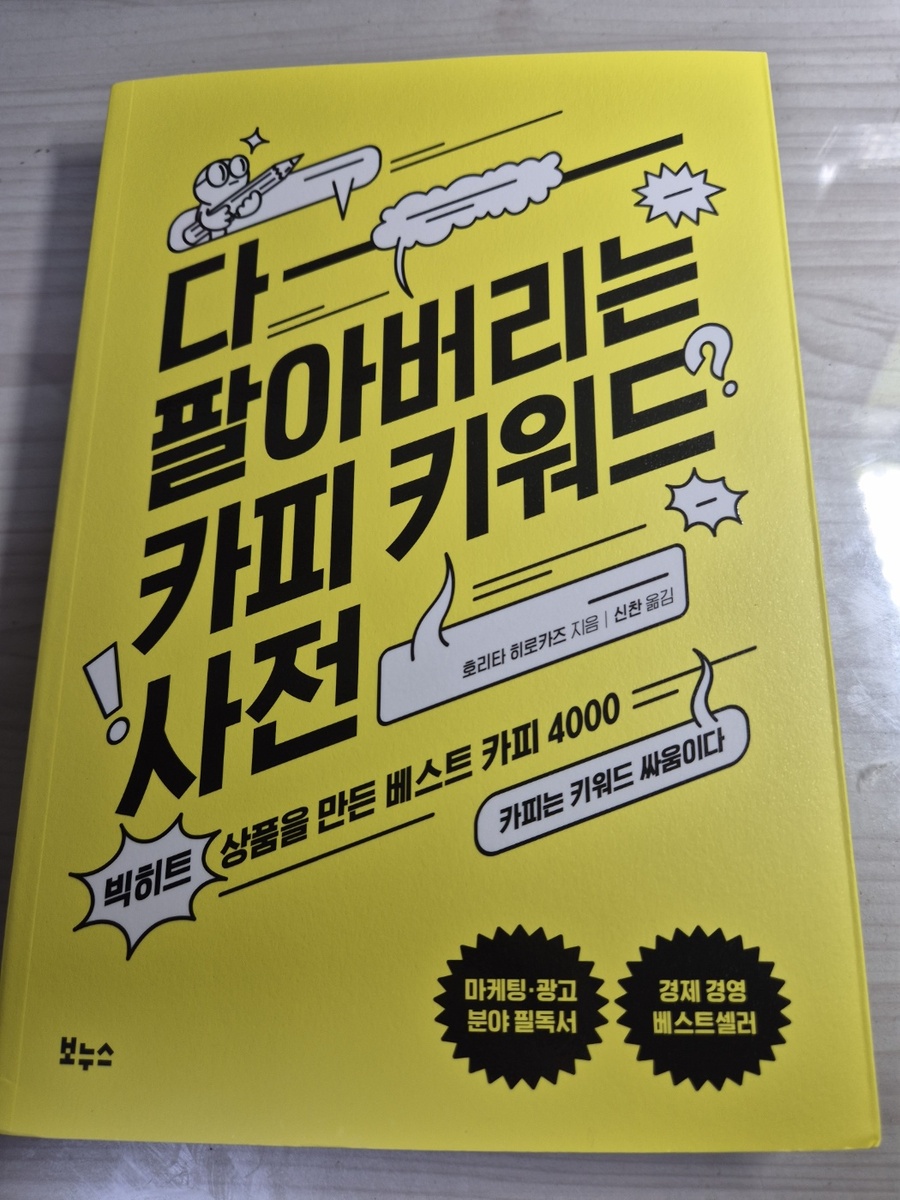 다
팔아버리는
카피 키워드
사전
호리타 히로카즈 지음 | 신찬 옮김
빅히트 상품을 만든 베스트 카피 4000
카피는 키워드 싸움이다
마케팅·광고
분야 필독서
경제 경영
베스트셀러
보누스